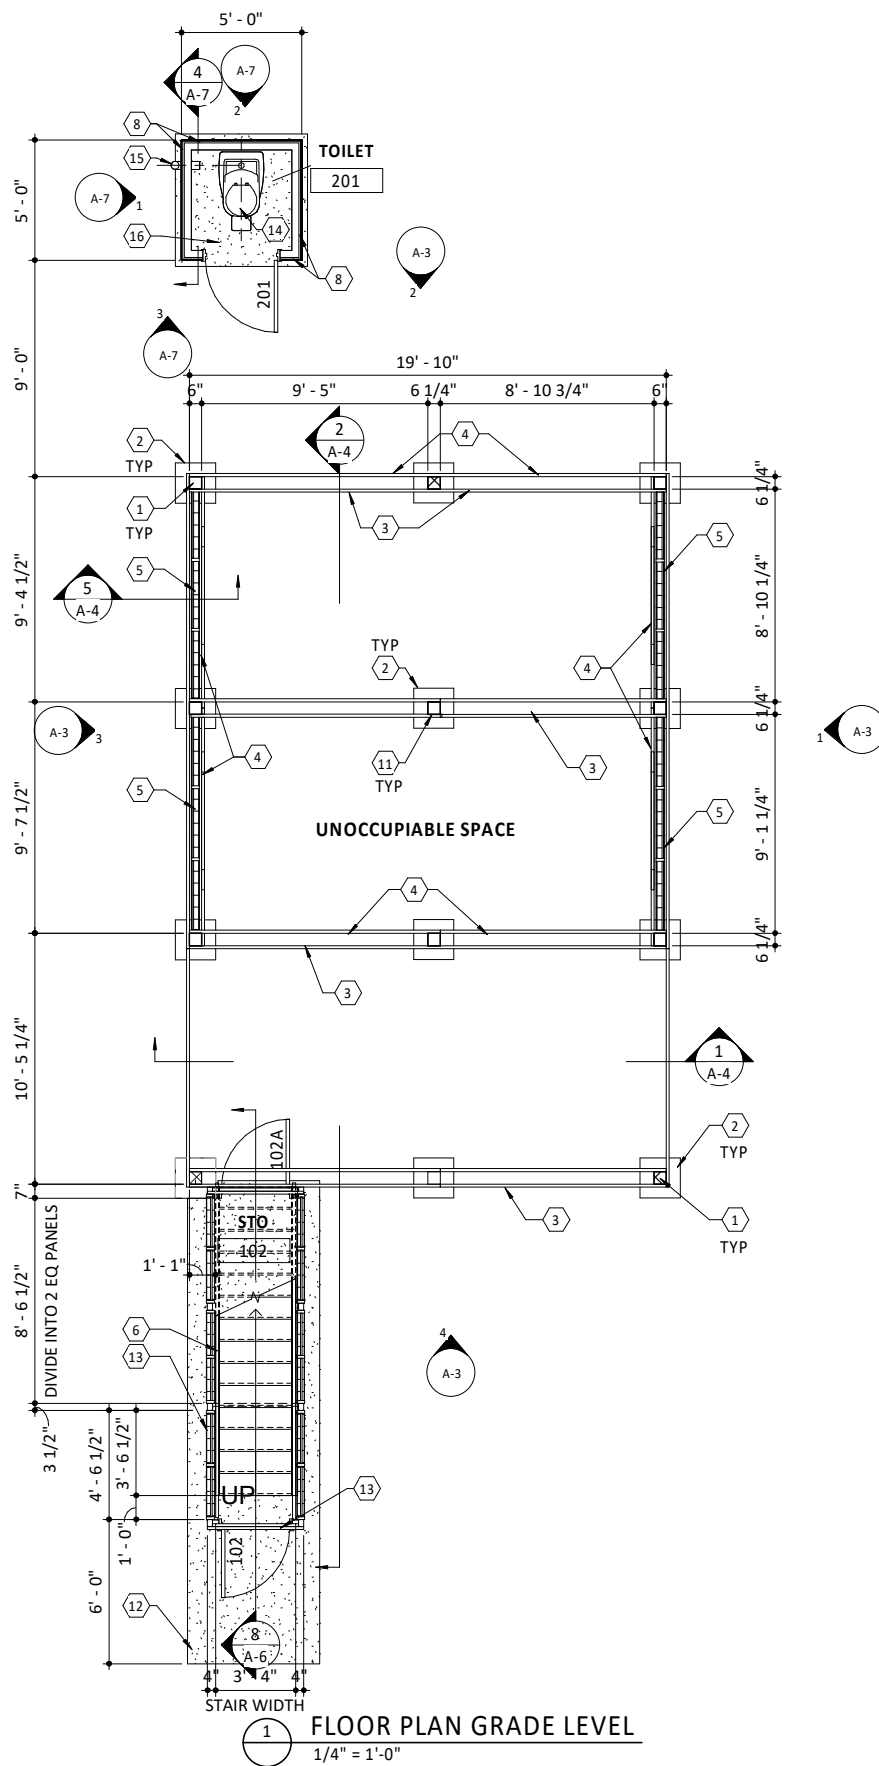 5' - 0"
4
A-7
A-7
2
8
15
TOILET
201
5' - 0"
A-7
1
16
14
A-3
2
8
201
3
A-7
9' - 0"
19' - 10"
6"
9' - 5"
6 1/4"
8' - 10 3/4"
6"
2
TYP
2
A-4
4
1
TYP
3
6 1/4"
5
5
9' - 4 1/2"
5
A-4
8' - 10 1/4"
TYP
2
4
A-3
3
4
11
TYP
3
6 1/4"
1
A-3
5
5
9' - 7 1/2"
UNOCCUPIABLE SPACE
9' - 1 1/4"
4
6 1/4"
3
10' - 5 1/4"
1
A-4
102A
2
TYP
7"
3
1
TYP
STO
102
1' - 1"
8' - 6 1/2"
DIVIDE INTO 2 EQ PANELS
6
13
4
A-3
3 1/2"
4' - 6 1/2"
3' - 6 1/2"
UP
13
1' - 0"
102
6' - 0"
12
8
A-6
4"
3' - 4"
4"
STAIR WIDTH
1
FLOOR PLAN GRADE LEVEL
1/4" = 1'-0"